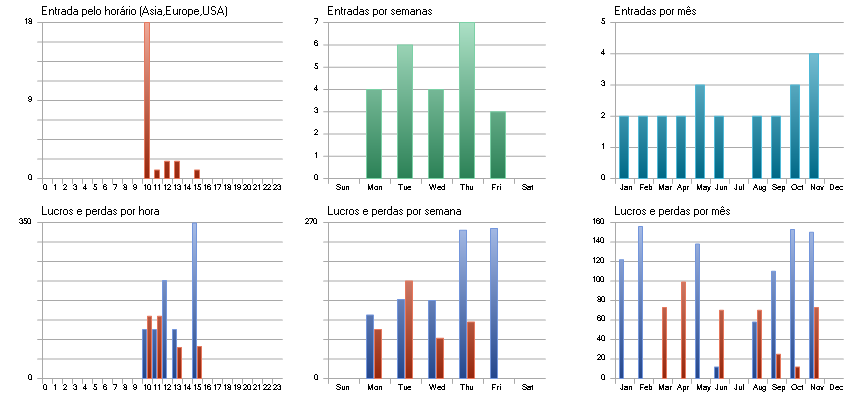 Entrada pelo horário (Asia,Europe,USA)
18
9
0
0 1 2 3 4 5 6 7 8 9 10 11 12 13 14 15 16 17 18 19 20 21 22 23
Entradas por semanas
7
6
5
4
3
2
1
0
Sun Mon Tue Wed Thu Fri Sat
Entradas por mês
5
4
3
2
1
0
Jan Feb Mar Apr May Jun Jul Aug Sep Oct Nov Dec
Lucros e perdas por hora
350
0
0 1 2 3 4 5 6 7 8 9 10 11 12 13 14 15 16 17 18 19 20 21 22 23
Lucros e perdas por semana
270
0
Sun Mon Tue Wed Thu Fri Sat
Lucros e perdas por mês
160
140
120
100
80
60
40
20
0
Jan Feb Mar Apr May Jun Jul Aug Sep Oct Nov Dec